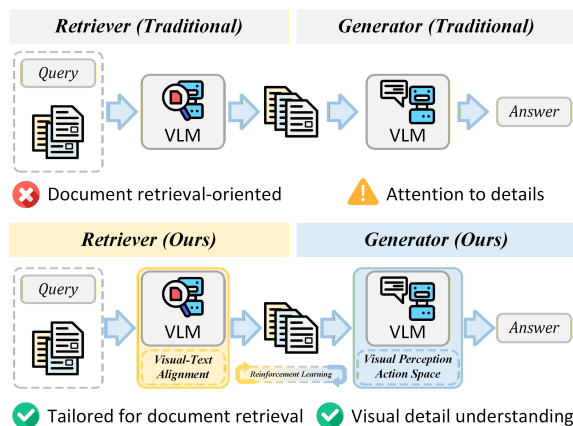 Retriever (Traditional)
Generator (Traditional)
Query
VLM
VLM
Answer
Document retrieval-oriented
Attention to details
Retriever (Ours)
Generator (Ours)
Query
VLM
VLM
Answer
Visual-Text
Alignment
Reinforcement Learning
Visual Perception
Action Space
Tailored for document retrieval
Visual detail understanding